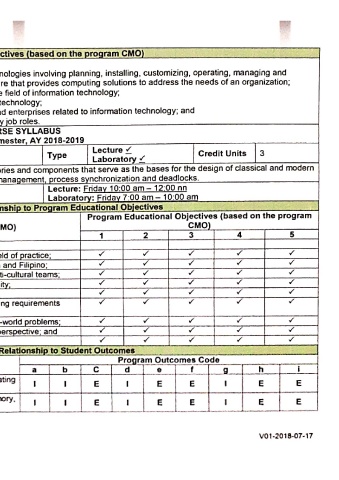 ctives (based on the program CMO)
nologies involving planning, installing, customizing, operating, managing and
re that provides computing solutions to address the needs of an organization;
e field of information technology;
technology;
nd enterprises related to information technology; and
y job roles.
RSE SYLLABUS
mester, AY 2018-2019
Type Lecture ✓ Credit Units 3
Laboratory ✓
ories and components that serve as the bases for the design of classical and modern
management, process synchronization and deadlocks.
Lecture: Friday 10:00 am – 12:00 nn
Laboratory: Friday 7:00 am – 10:00 am
nship to Program Educational Objectives
Program Educational Objectives (based on the program
MO) CMO)
1 2 3 4 5
eld of practice; ✓ ✓ ✓ ✓ ✓
and Filipino; ✓ ✓ ✓ ✓ ✓
ti-cultural teams; ✓ ✓ ✓ ✓ ✓
ity; ✓ ✓ ✓ ✓ ✓
✓ ✓ ✓ ✓ ✓
ng requirements ✓ ✓ ✓ ✓ ✓
-world problems; ✓ ✓ ✓ ✓ ✓
erspective; and ✓ ✓ ✓ ✓ ✓
✓ ✓ ✓ ✓ ✓
Relationship to Student Outcomes
Program Outcomes Code
a b C d e f g h i
ating I I E I E E I E E
mory, I I E I E E I E E
V01-2018-07-17